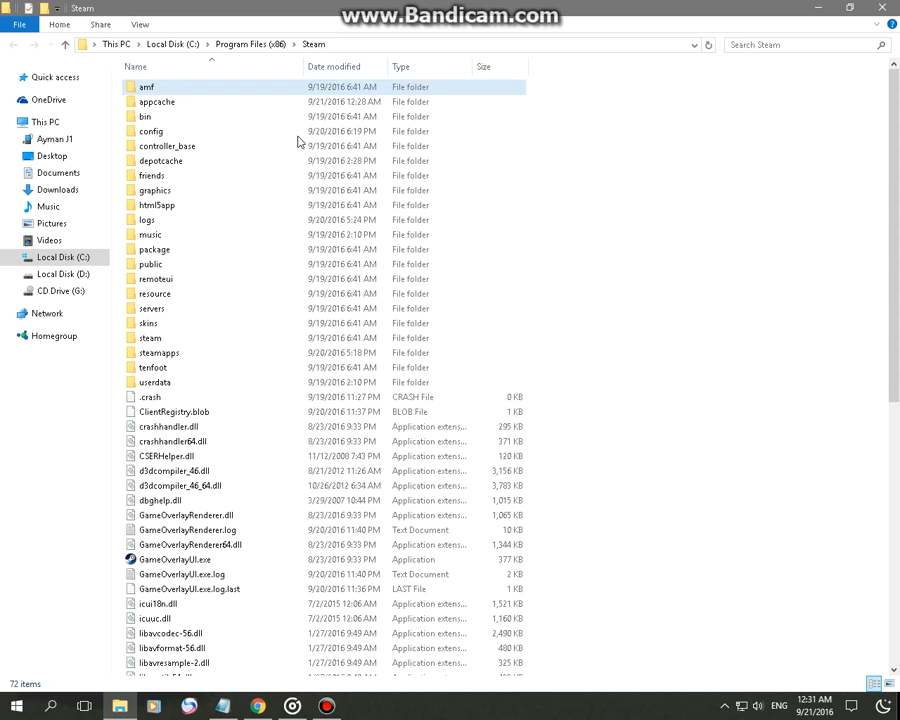 Steam
www.Bandicam.com
File Home Share View
This PC Local Disk (C:) Program Files (x86) Steam
Search Steam
Name Date modified Type Size
Quick access
OneDrive
This PC
Ayman J1
Desktop
Documents
Downloads
Music
Pictures
Videos
Local Disk (C:)
Local Disk (D:)
CD Drive (G:)
Network
Homegroup
amf 9/19/2016 6:41 AM File folder
appcache 9/21/2016 12:28 AM File folder
bin 9/19/2016 6:41 AM File folder
config 9/20/2016 6:19 PM File folder
controller_base 9/19/2016 6:41 AM File folder
depotcache 9/19/2016 2:28 PM File folder
friends 9/19/2016 6:41 AM File folder
graphics 9/19/2016 6:41 AM File folder
html5app 9/19/2016 6:41 AM File folder
logs 9/20/2016 5:24 PM File folder
music 9/19/2016 2:10 PM File folder
package 9/19/2016 6:41 AM File folder
public 9/19/2016 6:41 AM File folder
remoteui 9/19/2016 6:41 AM File folder
resource 9/19/2016 6:41 AM File folder
servers 9/19/2016 6:41 AM File folder
skins 9/19/2016 6:41 AM File folder
steam 9/19/2016 6:41 AM File folder
steamapps 9/20/2016 5:18 PM File folder
tenfoot 9/19/2016 6:41 AM File folder
userdata 9/19/2016 2:10 PM File folder
.crash 9/19/2016 11:27 PM CRASH File 0 KB
ClientRegistry.blob 9/20/2016 11:37 PM BLOB File 1 KB
crashhandler.dll 8/23/2016 9:33 PM Application extens... 295 KB
crashhandler64.dll 8/23/2016 9:33 PM Application extens... 371 KB
CSERHelper.dll 11/12/2008 7:43 PM Application extens... 120 KB
d3dcompiler_46.dll 8/21/2012 11:26 AM Application extens... 3,156 KB
d3dcompiler_46_64.dll 10/26/2012 6:34 AM Application extens... 3,783 KB
dbghelp.dll 3/29/2007 10:44 PM Application extens... 1,015 KB
GameOverlayRenderer.dll 8/23/2016 9:33 PM Application extens... 1,065 KB
GameOverlayRenderer.log 9/20/2016 11:40 PM Text Document 10 KB
GameOverlayRenderer64.dll 8/23/2016 9:33 PM Application extens... 1,344 KB
GameOverlayUI.exe 8/23/2016 9:33 PM Application 377 KB
GameOverlayUI.exe.log 9/20/2016 11:40 PM Text Document 2 KB
GameOverlayUI.exe.log.last 9/20/2016 11:36 PM LAST File 1 KB
icui18n.dll 7/2/2015 12:06 AM Application extens... 1,521 KB
icuuc.dll 7/2/2015 12:06 AM Application extens... 1,160 KB
libavcodec-56.dll 1/27/2016 9:49 AM Application extens... 2,490 KB
libavformat-56.dll 1/27/2016 9:49 AM Application extens... 480 KB
libavresample-2.dll 1/27/2016 9:49 AM Application extens... 325 KB
72 items
ENG
12:31 AM
9/21/2016